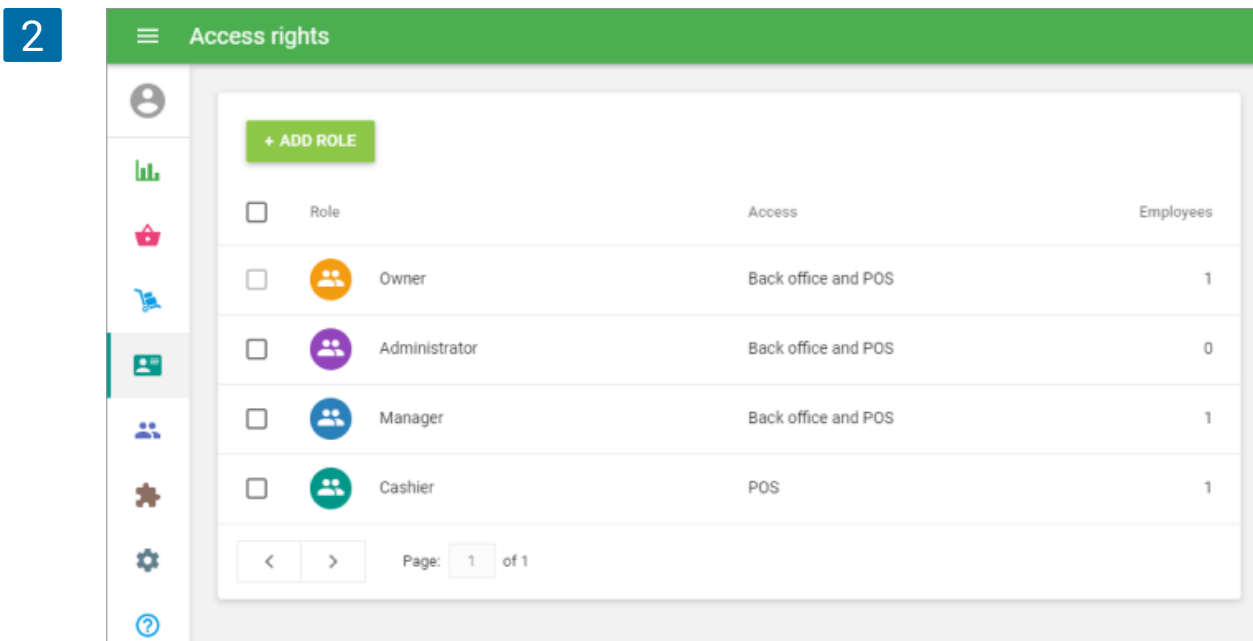 2
Access rights
+ ADD ROLE
Role Access Employees
Owner Back office and POS 1
Administrator Back office and POS 0
Manager Back office and POS 1
Cashier POS 1
Page: 1 of 1